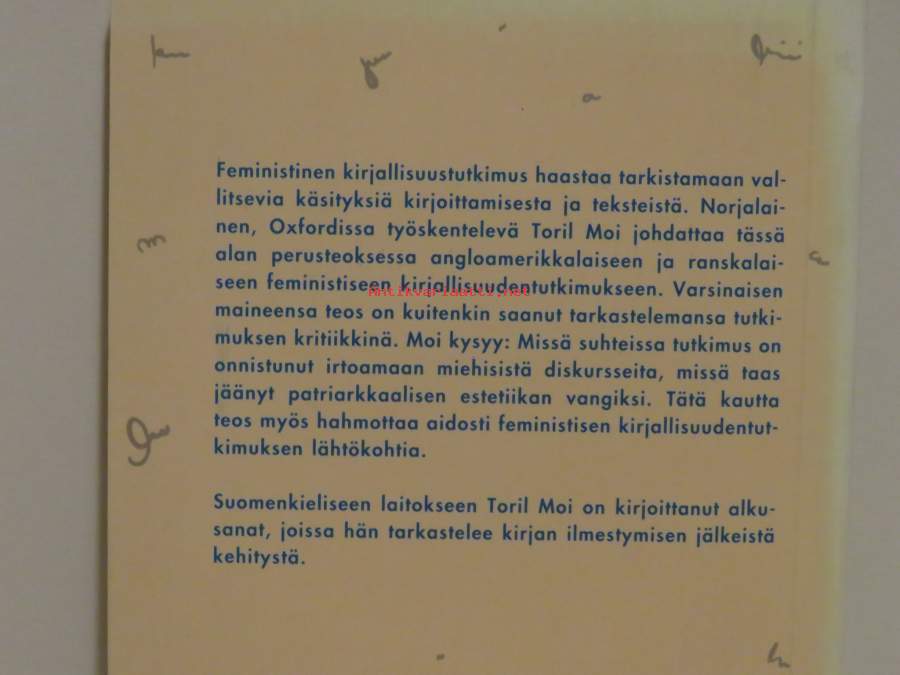 Feministinen kirjallisuustutkimus haastaa tarkistamaan val-
litsevia käsityksiä kirjoittamisesta ja teksteistä. Norjalai-
nen, Oxfordissa työskentelevä Toril Moi johdattaa tässä
alan perusteoksessa angloamerikkalaiseen ja ranskalai-
seen feministiseen kirjallisuudentutkimukseen. Varsinaisen
Antikvariaatti.net
maineensa teos on kuitenkin saanut tarkastelemansa tutki-
muksen kritiikkinä. Moi kysyy: Missä suhteissa tutkimus on
onnistunut irtoamaan miehisistä diskursseita, missä taas
jäänyt patriarkkaalisen estetiikan vangiksi. Tätä kautta
teos myös hahmottaa aidosti feministisen kirjallisuudentut-
kimuksen lähtökohtia.
Suomenkieliseen laitokseen Toril Moi on kirjoittanut alku-
sanat, joissa hän tarkastelee kirjan ilmestymisen jälkeistä
kehitystä.